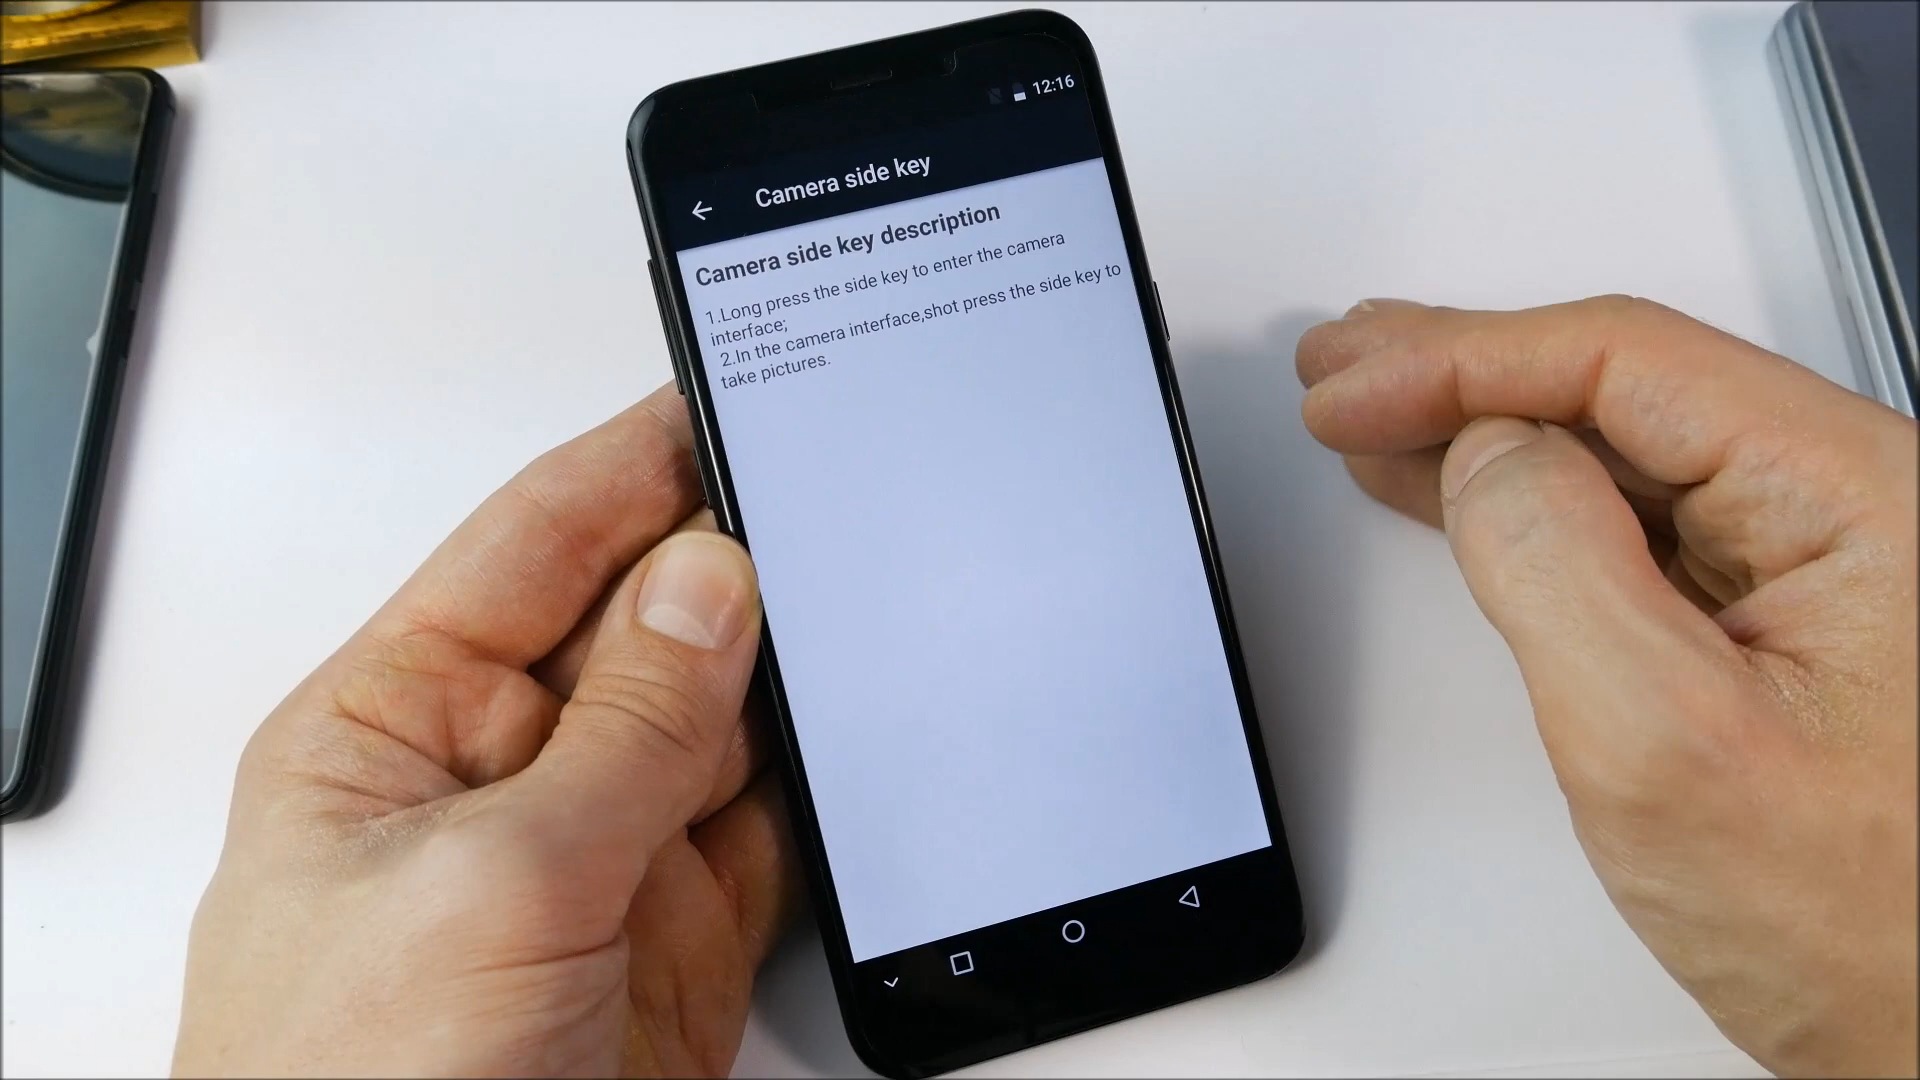 12:16
Camera side key
Camera side key description
1.Long press the side key to enter the camera
interface;
2.In the camera interface,shot press the side key to
take pictures.